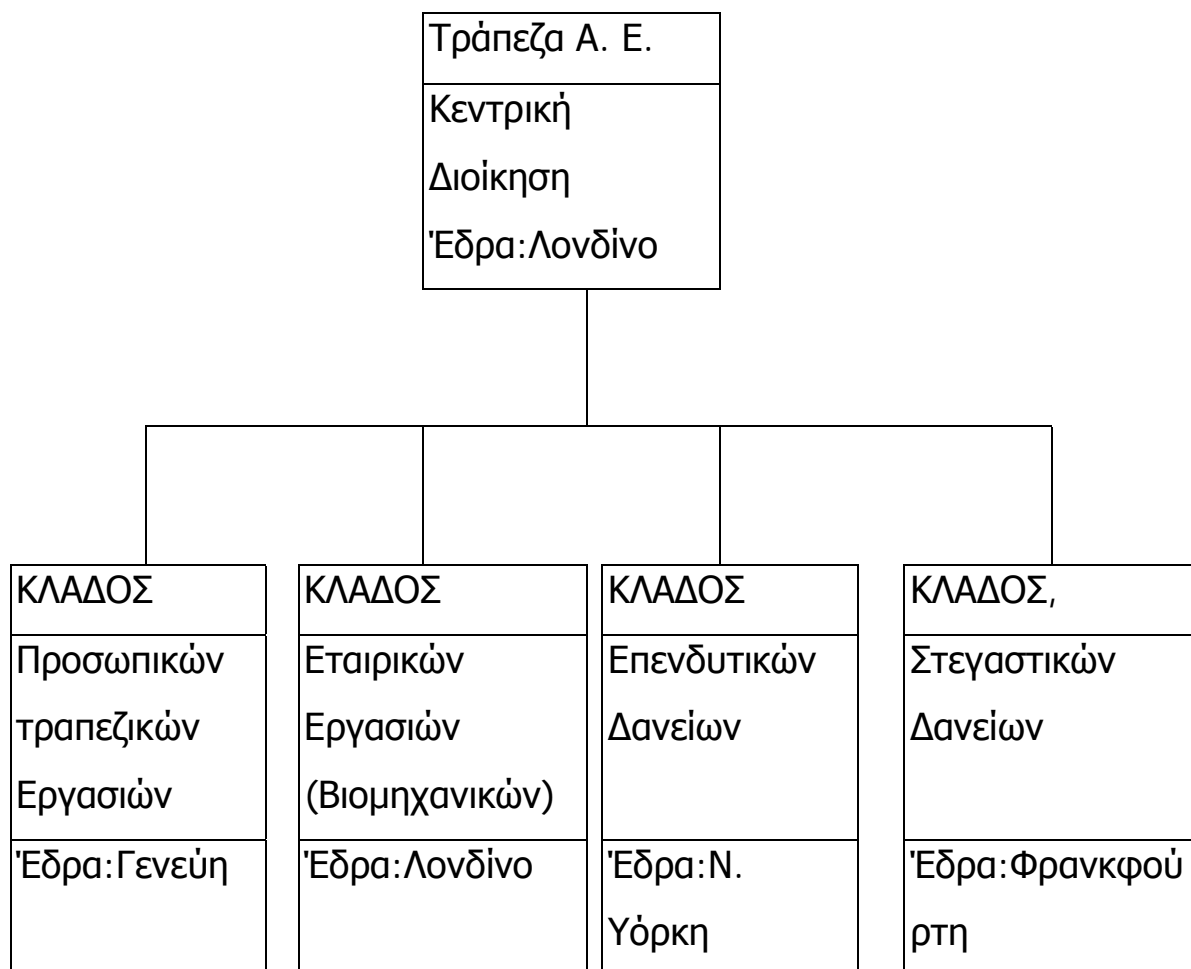 Τράπεζα Α. Ε.
Κεντρική
Διοίκηση
Έδρα:Λονδίνο
ΚΛΑΔΟΣ
Προσωπικών
τραπεζικών
Εργασιών
Έδρα:Γενεύη
ΚΛΑΔΟΣ
Εταιρικών
Εργασιών
(Βιομηχανικών)
Έδρα:Λονδίνο
ΚΛΑΔΟΣ
Επενδυτικών
Δανείων
Έδρα:Ν.
Υόρκη
ΚΛΑΔΟΣ,
Στεγαστικών
Δανείων
Έδρα:Φρανκφού
ρτη